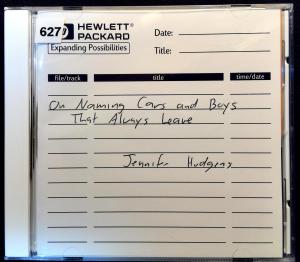 627
HEWLETT®
PACKARD
Expanding Possibilities
Date:
Title:
file/track title time/date
On Naming Cars and Boys
That Always Leave
Jennifer Hudgens